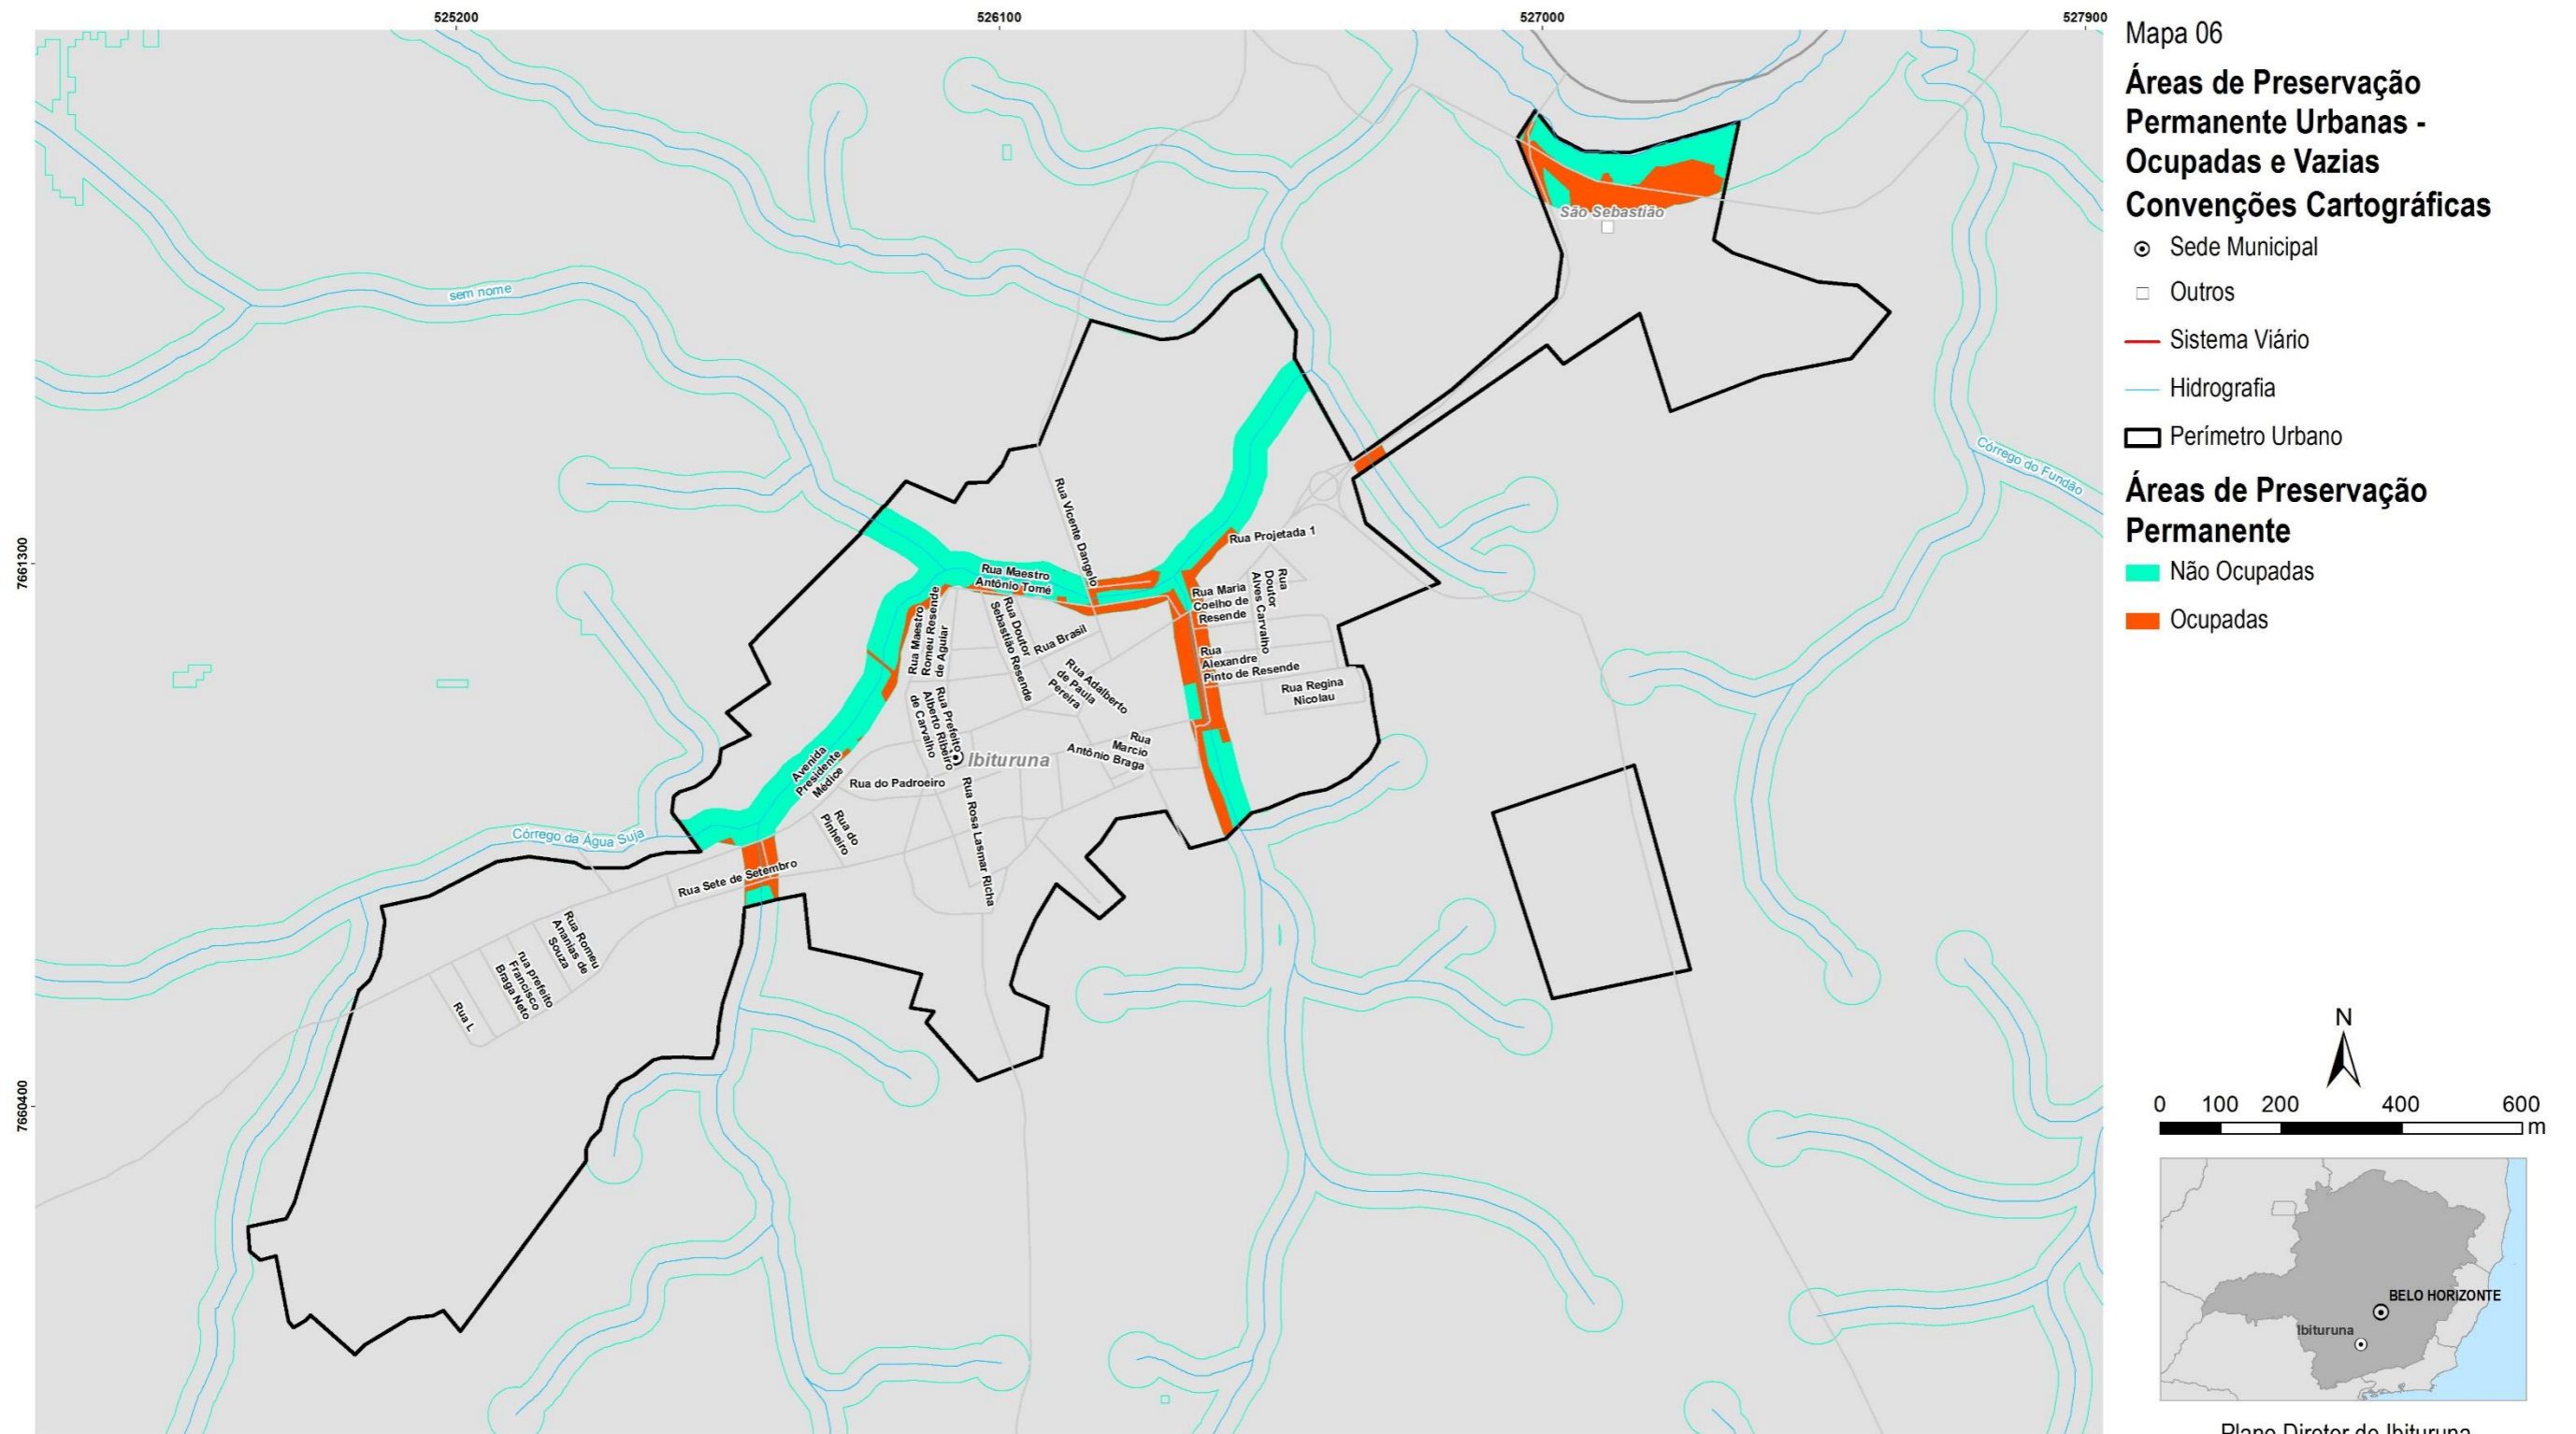 525200
526100
527000
527900
7661300
7660400
sem nome
São Sebastião
Córrego do Fundão
Rua Vicente Dangelo
Rua Projetada 1
Rua Maestro
Antônio Tomé
Rua Maria
Coelho de
Resende
Rua
Doutor
Alves Carvalho
Rua Maestro
Romeu Resende
de Aguiar
Rua Doutor
Sebastião Resende
Rua Brasil
Rua
Alexandre
Pinto de Resende
Rua Adalberto
de Paula
Pereira
Rua Regina
Nicolau
Rua Prefeito
Alberto Ribeiro
de Carvalho
Rua
Marcio
Antônio Braga
Ibituruna
Avenida
Presidente
Médice
Rua do Padroeiro
Rua do
Pinheiro
Rua Rosa Lasmar Richa
Córrego da Água Suja
Rua Sete de Setembro
Rua Romeu
Ananias de
Souza
rua prefeito
Francisco
Braga Neto
Rua L
Mapa 06
Áreas de Preservação
Permanente Urbanas -
Ocupadas e Vazias
Convenções Cartográficas
Sede Municipal
Outros
Sistema Viário
Hidrografia
Perímetro Urbano
Áreas de Preservação
Permanente
Não Ocupadas
Ocupadas
N
0 100 200 400 600
m
BELO HORIZONTE
Ibituruna
Plano Diretor de Ibituruna